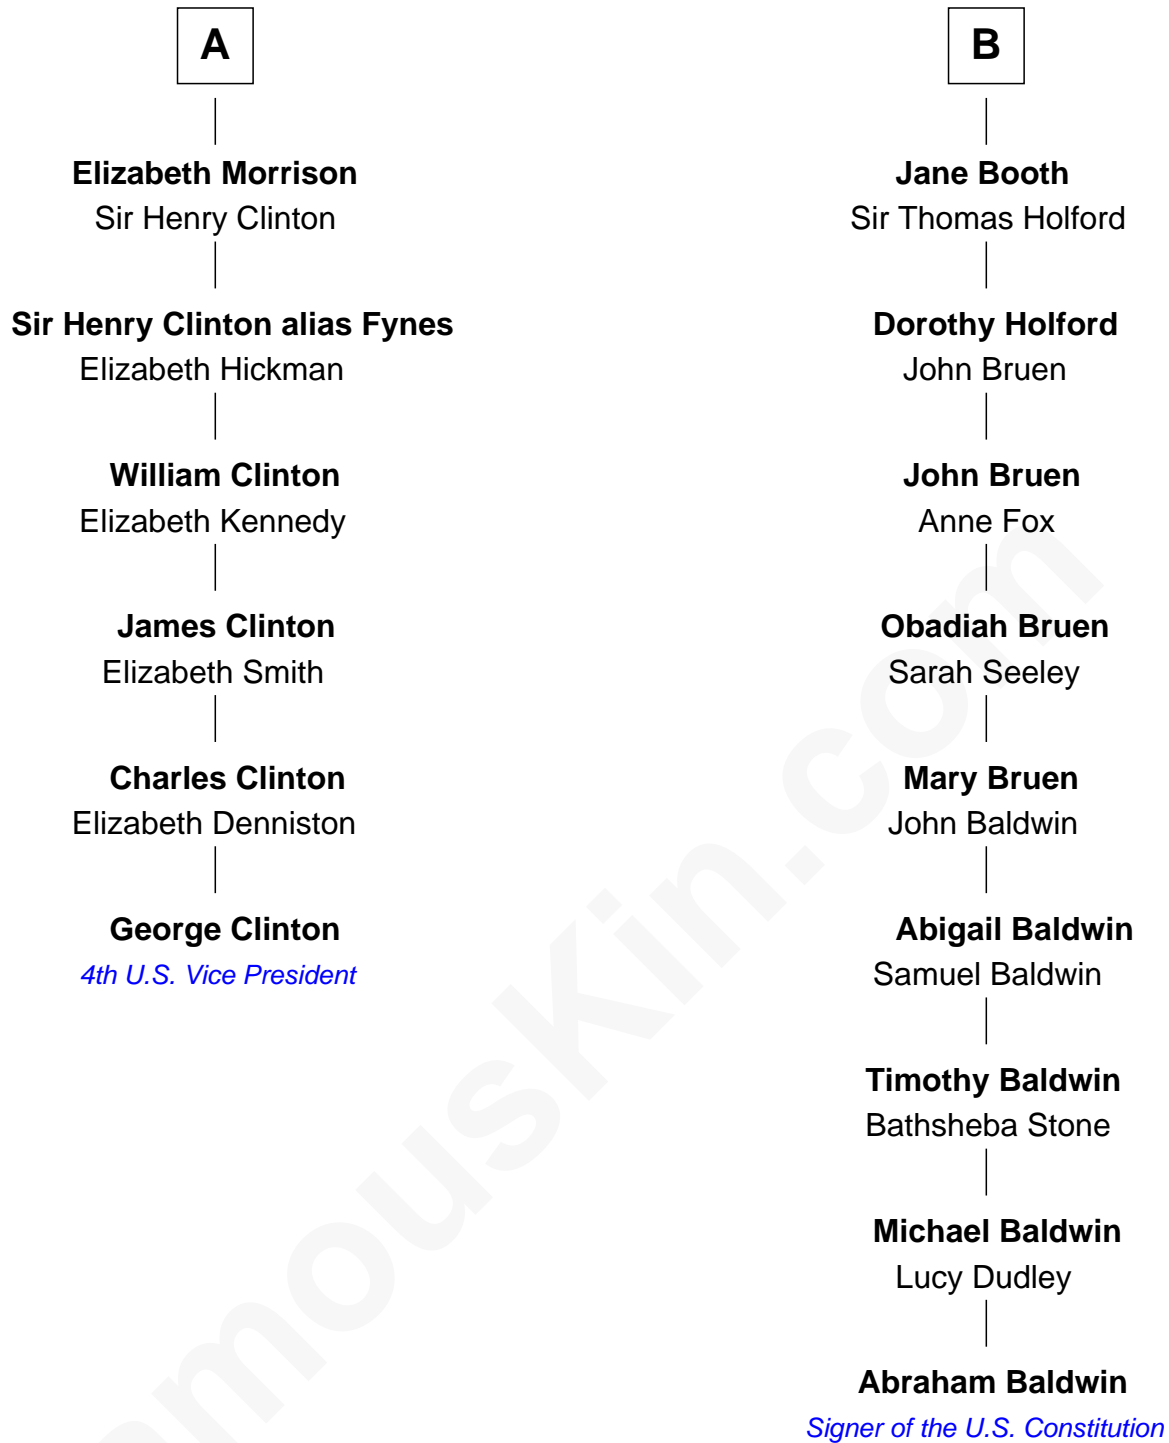 A
Elizabeth Morrison
Sir Henry Clinton
Sir Henry Clinton alias Fynes
Elizabeth Hickman
William Clinton
Elizabeth Kennedy
James Clinton
Elizabeth Smith
Charles Clinton
Elizabeth Denniston
George Clinton
4th U.S. Vice President
B
Jane Booth
Sir Thomas Holford
Dorothy Holford
John Bruen
John Bruen
Anne Fox
Obadiah Bruen
Sarah Seeley
Mary Bruen
John Baldwin
Abigail Baldwin
Samuel Baldwin
Timothy Baldwin
Bathsheba Stone
Michael Baldwin
Lucy Dudley
Abraham Baldwin
Signer of the U.S. Constitution
amouskin.com